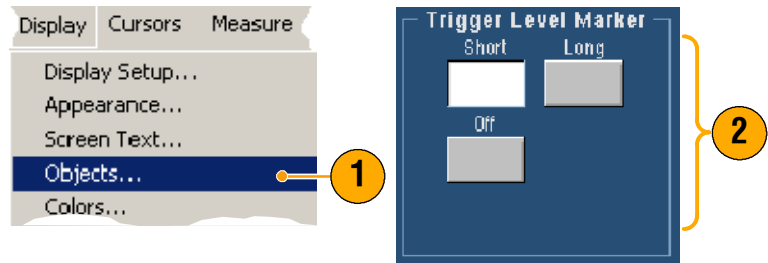 Display Cursors Measure
Display Setup...
Appearance...
Screen Text...
Objects...
Colors...
1
Trigger Level Marker
Short Long
Off
2